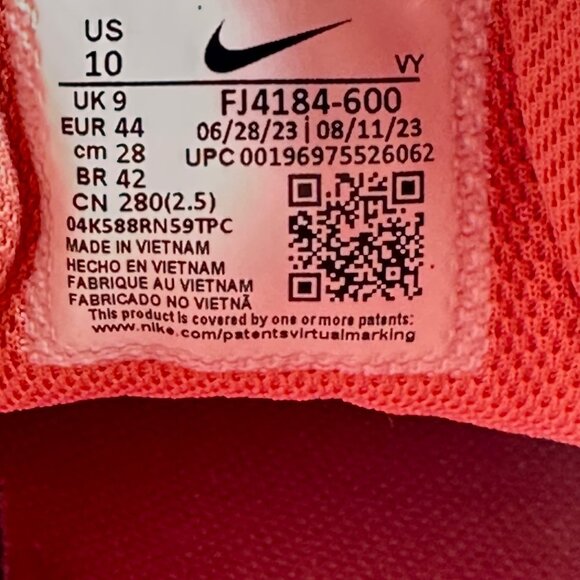 US
10
VY
UK 9
FJ4184-600
EUR 44
06/28/23 | 08/11/23
cm 28
UPC 00196975526062
BR 42
CN 280(2.5)
04K588RN59TPC
MADE IN VIETNAM
HECHO EN VIETNAM
FABRIQUE AU VIETNAM
FABRICADO NO VIETNÃ
This product is covered by one or more patents:
www.nike.com/patentsvirtualmarking